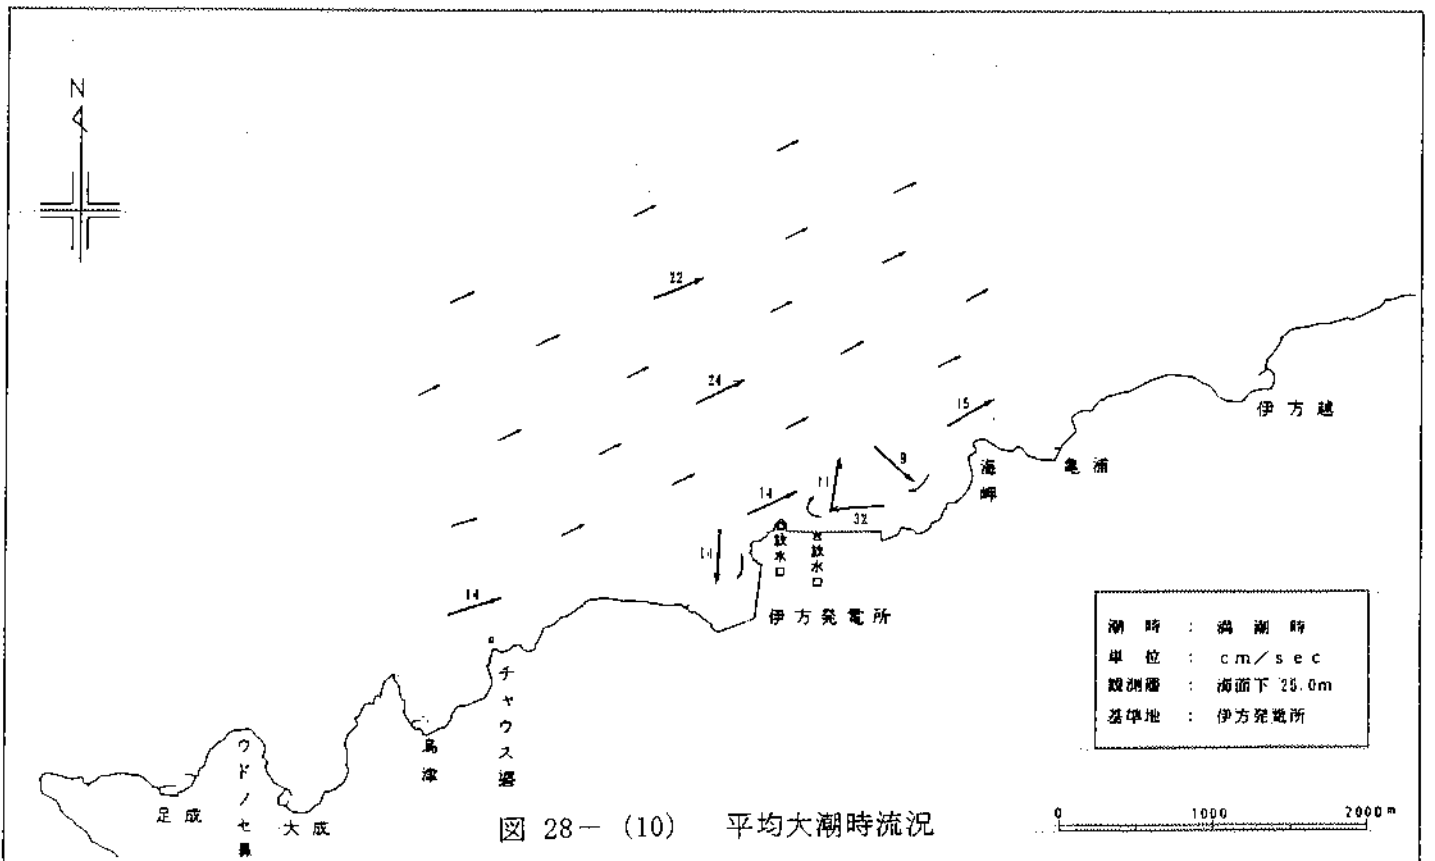 N
22
24
15
9
11
14
32
14
伊方越
亀浦
海岬
放水口
放水口
伊方発電所
チャウス碆
鳥津
ウドノセ鼻
足成
大成
潮時 : 満潮時
単位 : cm/sec
観測層 : 海面下 25.0m
基準地 : 伊方発電所
0 1000 2000m
図 28-(10) 平均大潮時流況